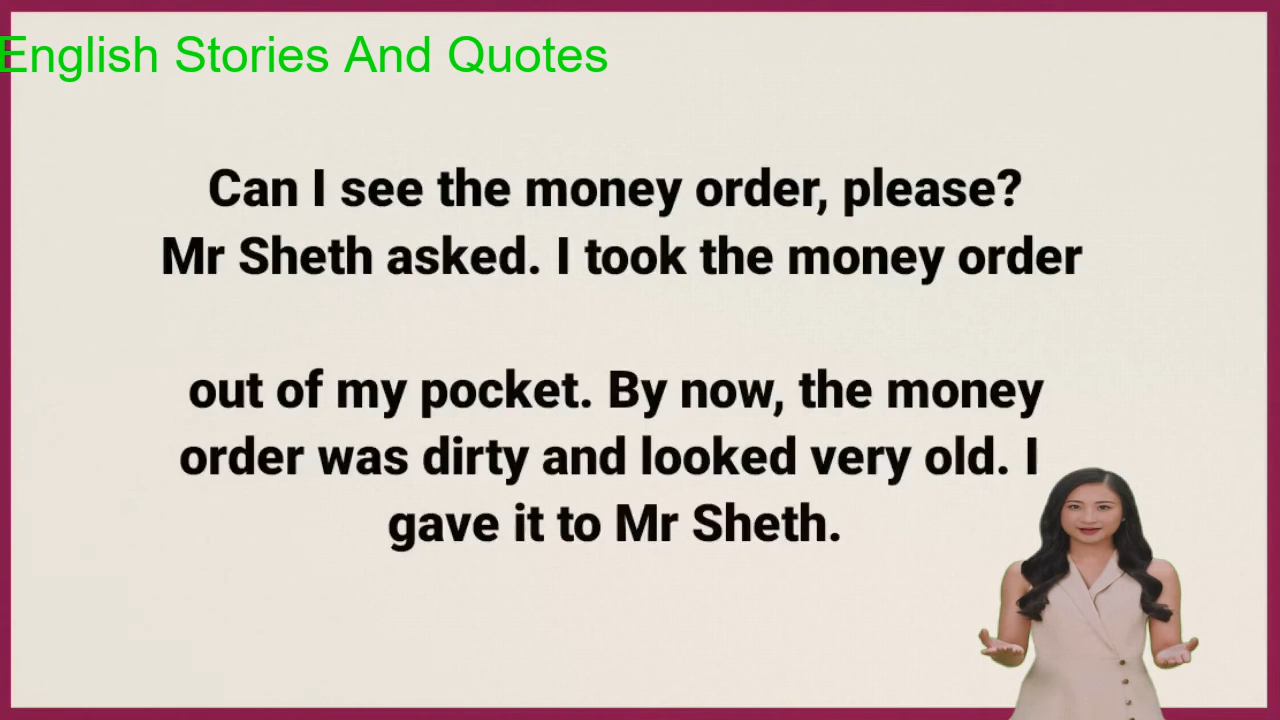 English Stories And Quotes
Can I see the money order, please?
Mr Sheth asked. I took the money order
out of my pocket. By now, the money
order was dirty and looked very old. I
gave it to Mr Sheth.